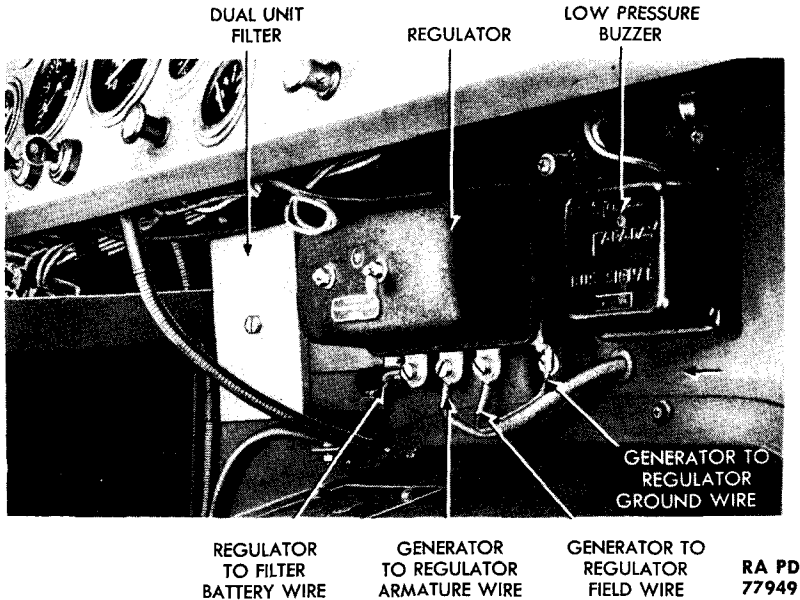 DUAL UNIT
FILTER
REGULATOR
LOW PRESSURE
BUZZER
FARADAY
GENERATOR TO
REGULATOR
GROUND WIRE
REGULATOR
TO FILTER
BATTERY WIRE
GENERATOR
TO REGULATOR
ARMATURE WIRE
GENERATOR TO
REGULATOR
FIELD WIRE
RA PD
77949